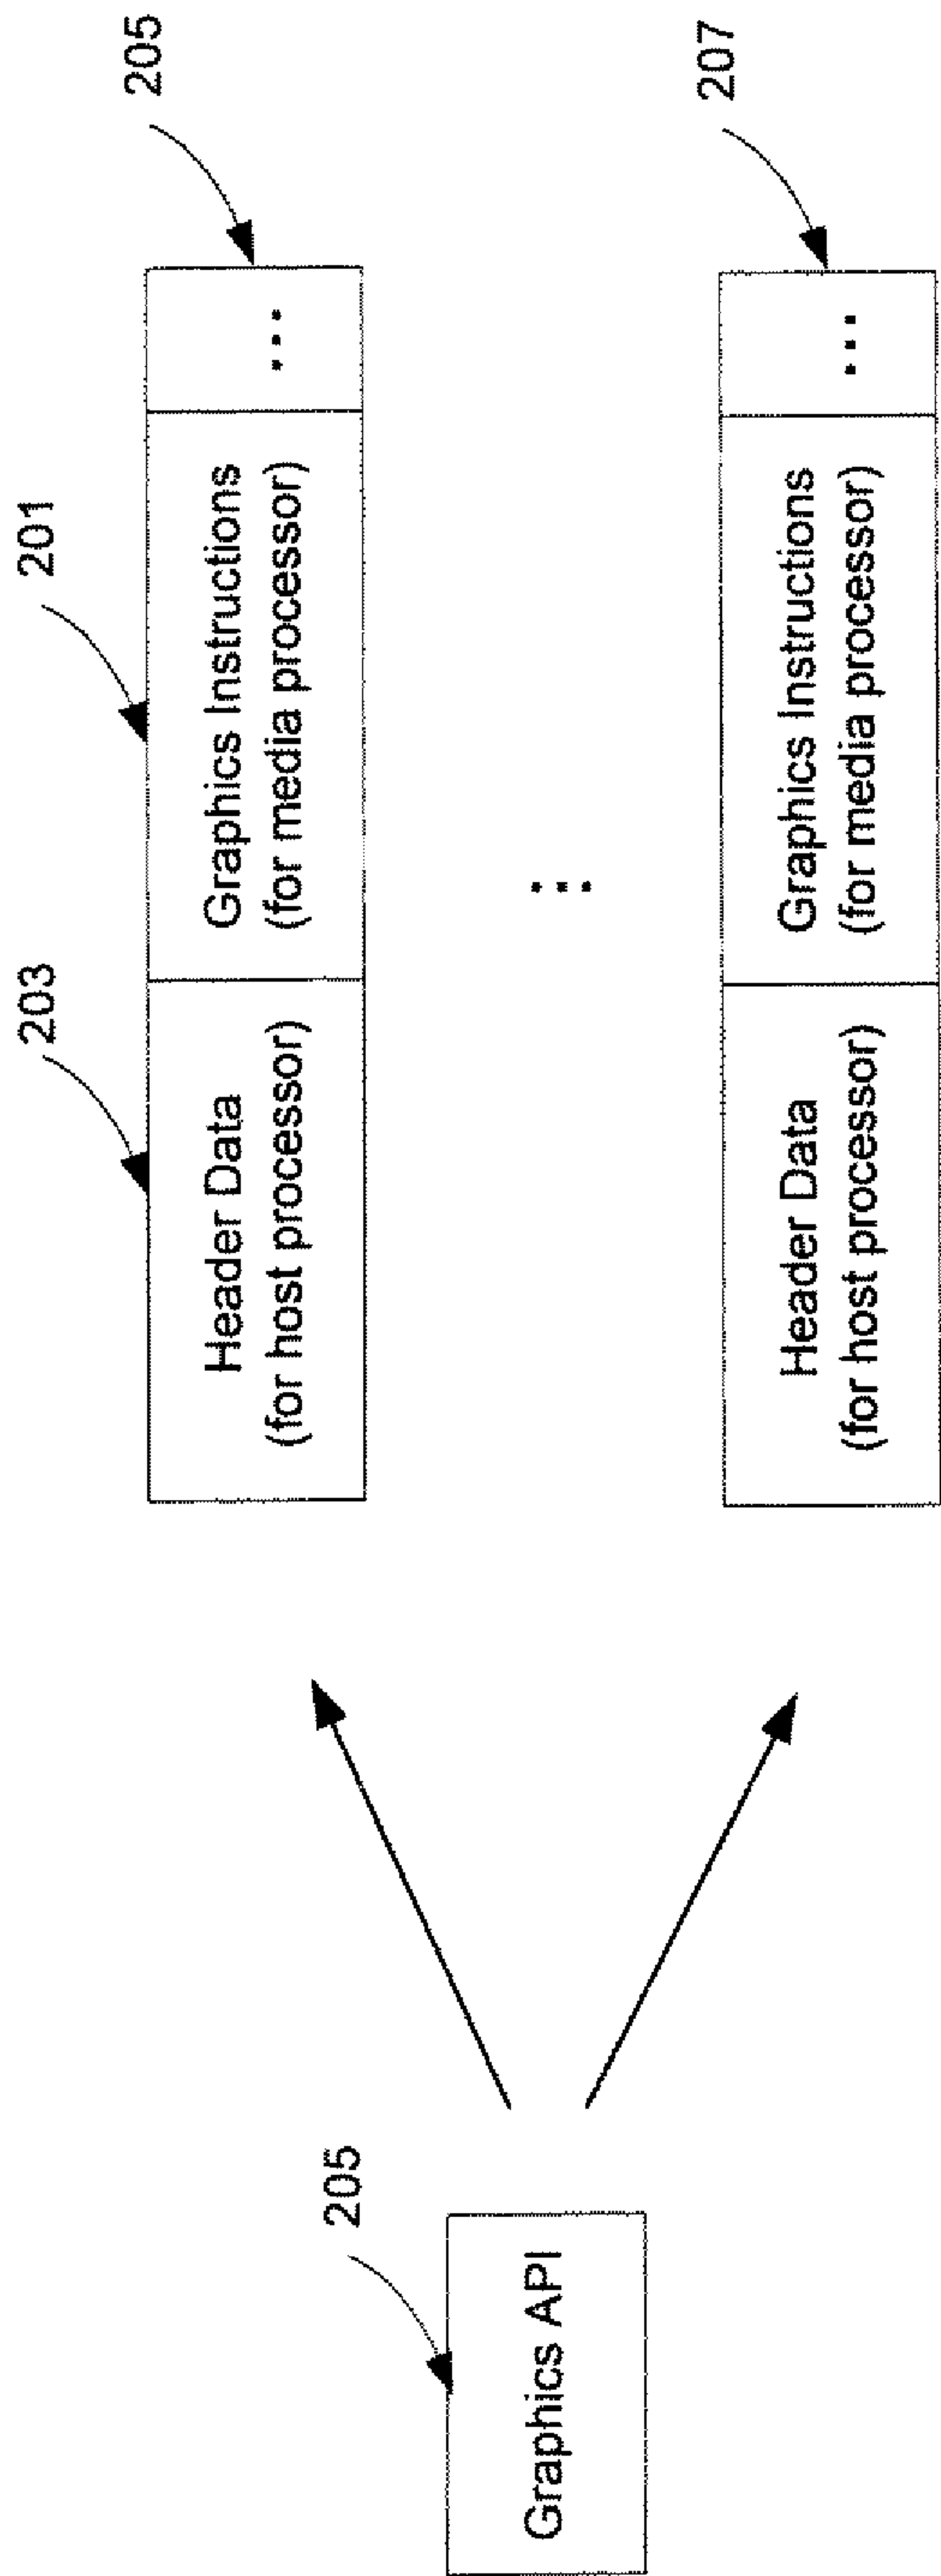 205
Graphics API
203
201
205
Header Data
(for host processor)
Graphics Instructions
(for media processor)
...
...
207
Header Data
(for host processor)
Graphics Instructions
(for media processor)
...